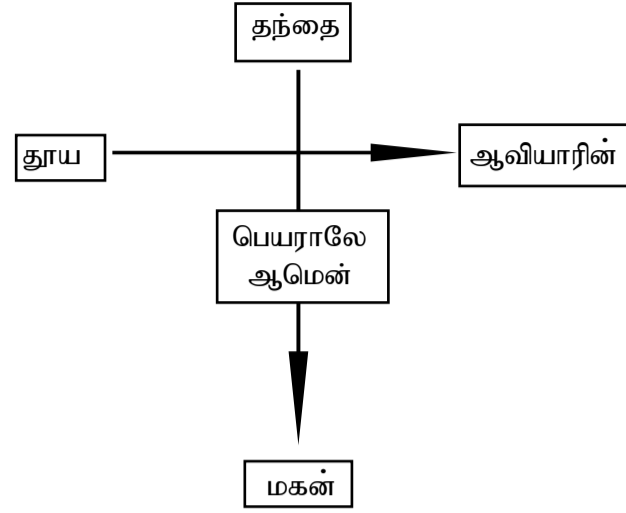 தந்தை
தூய
ஆவியாரின்
பெயராலே
ஆமென்
மகன்